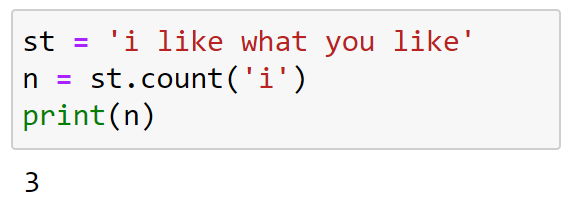 st = 'i like what you like'
n = st.count('i')
print(n)
3